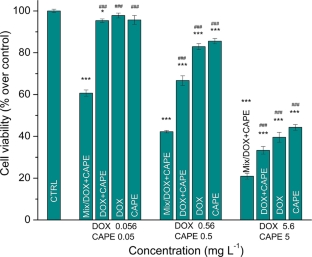 Cell viability (% over control)
100
80
60
40
20
0
CTRL
***
Mix/DOX+CAPE
###
*
DOX+CAPE
###
DOX
###
CAPE
***
Mix/DOX+CAPE
###
***
DOX+CAPE
###
***
DOX
###
***
CAPE
***
Mix/DOX+CAPE
###
***
DOX+CAPE
###
***
DOX
###
***
CAPE
DOX 0.056
CAPE 0.05
DOX 0.56
CAPE 0.5
DOX 5.6
CAPE 5
Concentration (mg L⁻¹)